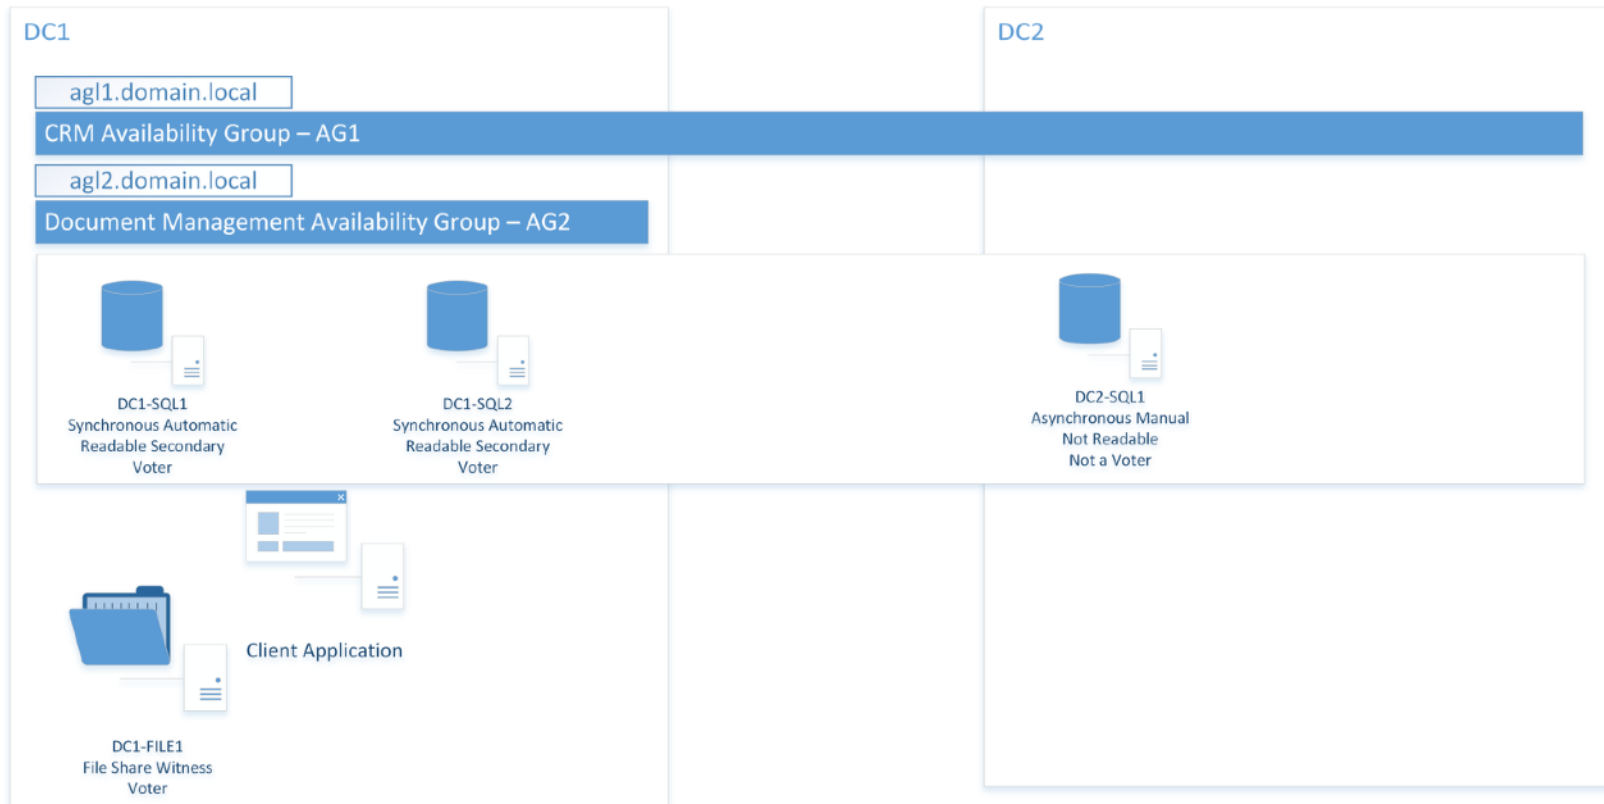 DC1
DC2
agl1.domain.local
CRM Availability Group – AG1
agl2.domain.local
Document Management Availability Group – AG2
DC1-SQL1
Synchronous Automatic
Readable Secondary
Voter
DC1-SQL2
Synchronous Automatic
Readable Secondary
Voter
DC2-SQL1
Asynchronous Manual
Not Readable
Not a Voter
Client Application
DC1-FILE1
File Share Witness
Voter